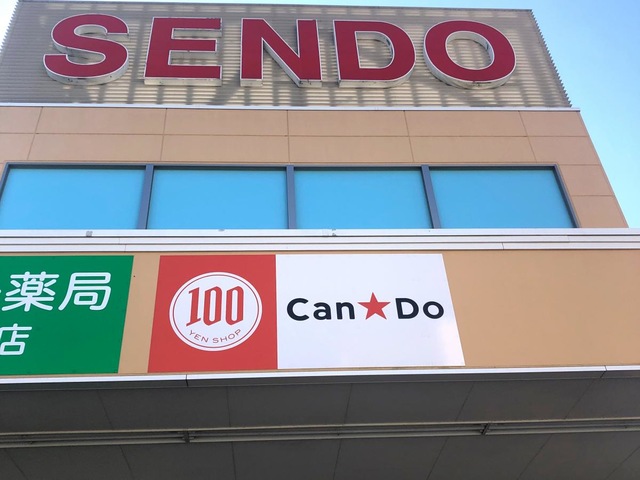 SENDO
薬局
店
100
YEN SHOP
Can★Do